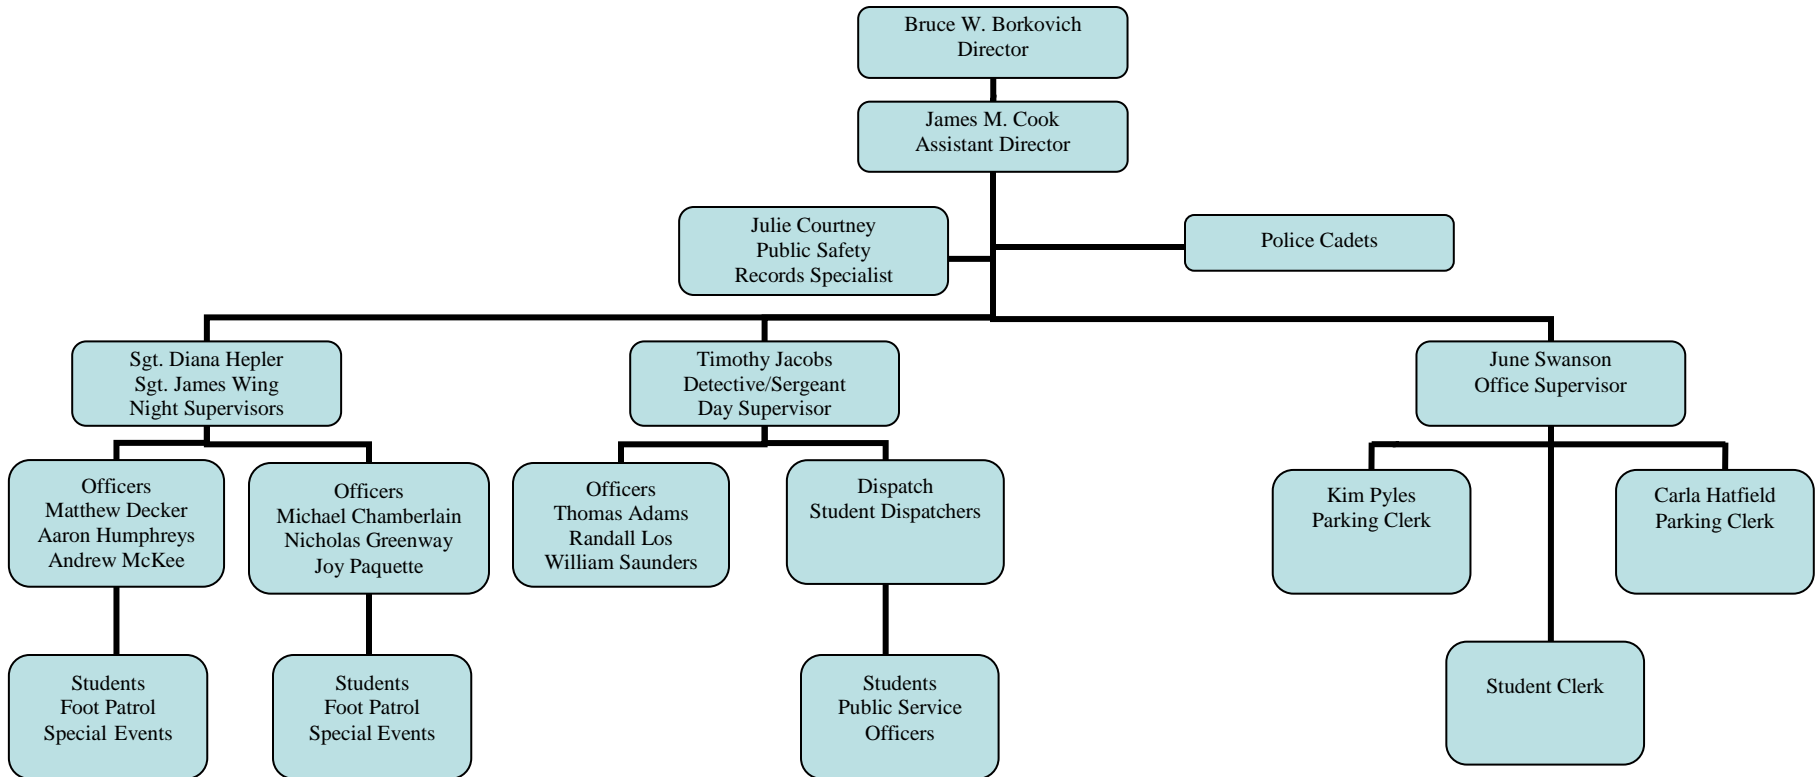 Bruce W. Borkovich
Director
James M. Cook
Assistant Director
Julie Courtney
Public Safety
Records Specialist
Police Cadets
Sgt. Diana Hepler
Sgt. James Wing
Night Supervisors
Timothy Jacobs
Detective/Sergeant
Day Supervisor
June Swanson
Office Supervisor
Officers
Matthew Decker
Aaron Humphreys
Andrew McKee
Officers
Michael Chamberlain
Nicholas Greenway
Joy Paquette
Officers
Thomas Adams
Randall Los
William Saunders
Dispatch
Student Dispatchers
Kim Pyles
Parking Clerk
Carla Hatfield
Parking Clerk
Students
Foot Patrol
Special Events
Students
Foot Patrol
Special Events
Students
Public Service
Officers
Student Clerk